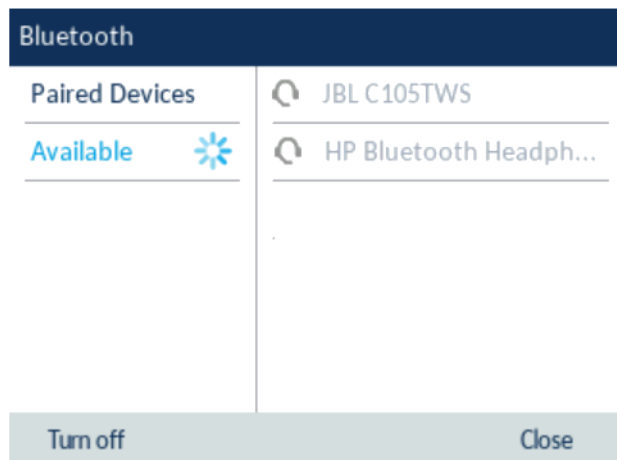 Bluetooth
Paired Devices
Available
JBL C105TWS
HP Bluetooth Headph...
Turn off
Close